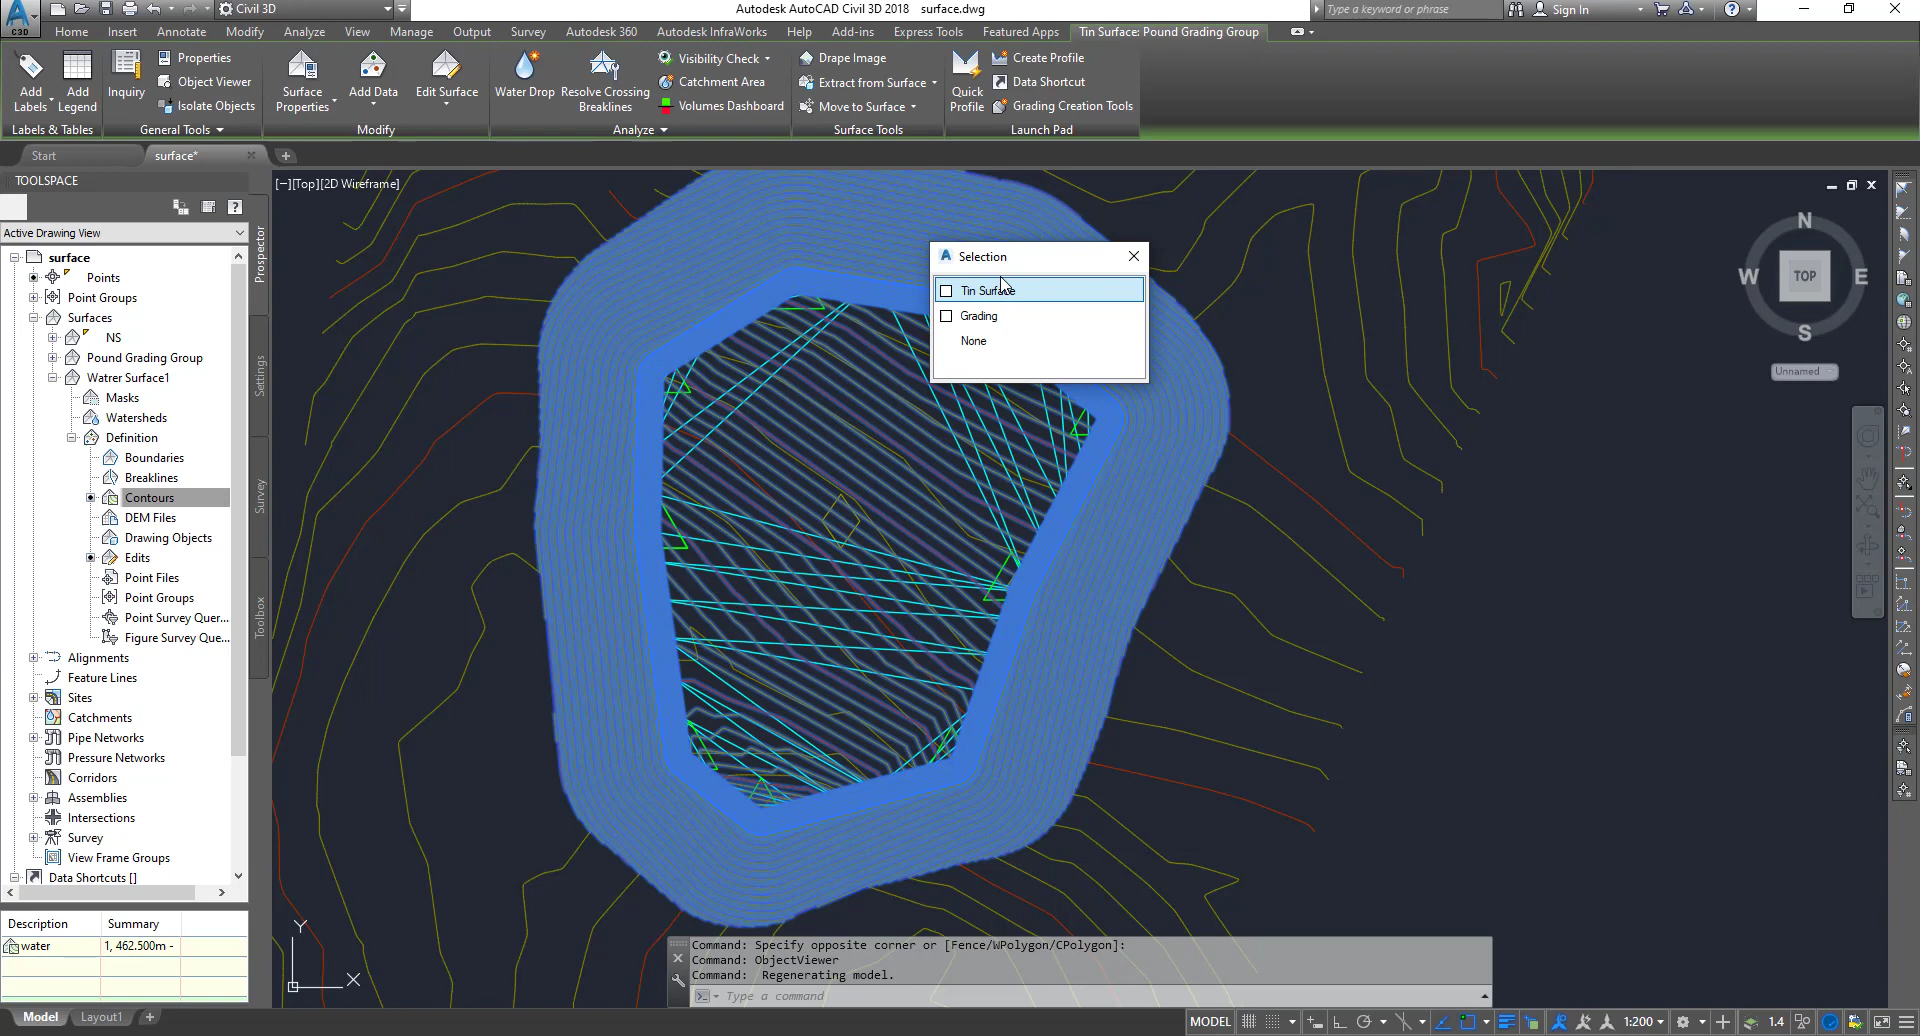 C3D
Civil 3D
Autodesk AutoCAD Civil 3D 2018 surface.dwg
Type a keyword or phrase
Sign In
Home Insert Annotate Modify Analyze View Manage Output Survey Autodesk 360 Autodesk InfraWorks Help Add-ins Express Tools Featured Apps Tin Surface: Pound Grading Group
Add Labels
Add Legend
Labels & Tables
Inquiry
Properties
Object Viewer
Isolate Objects
General Tools
Surface Properties
Add Data
Edit Surface
Modify
Water Drop
Resolve Crossing Breaklines
Visibility Check
Catchment Area
Volumes Dashboard
Analyze
Drape Image
Extract from Surface
Move to Surface
Surface Tools
Quick Profile
Create Profile
Data Shortcut
Grading Creation Tools
Launch Pad
Start
surface*
TOOLSPACE
Active Drawing View
surface
Points
Point Groups
Surfaces
NS
Pound Grading Group
Watrer Surface1
Masks
Watersheds
Definition
Boundaries
Breaklines
Contours
DEM Files
Drawing Objects
Edits
Point Files
Point Groups
Point Survey Quer...
Figure Survey Que...
Alignments
Feature Lines
Sites
Catchments
Pipe Networks
Pressure Networks
Corridors
Assemblies
Intersections
Survey
View Frame Groups
Data Shortcuts []
Prospector
Settings
Survey
Toolbox
Description Summary
water 1, 462.500m -
[−][Top][2D Wireframe]
Selection
Tin Surface
Grading
None
N
W TOP E
S
Unnamed
Y
X
Command: Specify opposite corner or [Fence/WPolygon/CPolygon]:
Command: ObjectViewer
Command: Regenerating model.
Type a command
Model Layout1
MODEL 1:200 1.4